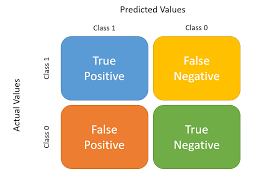 Predicted Values
Class 1
Class 0
Actual Values
Class 1
True
Positive
False
Negative
Class 0
False
Positive
True
Negative